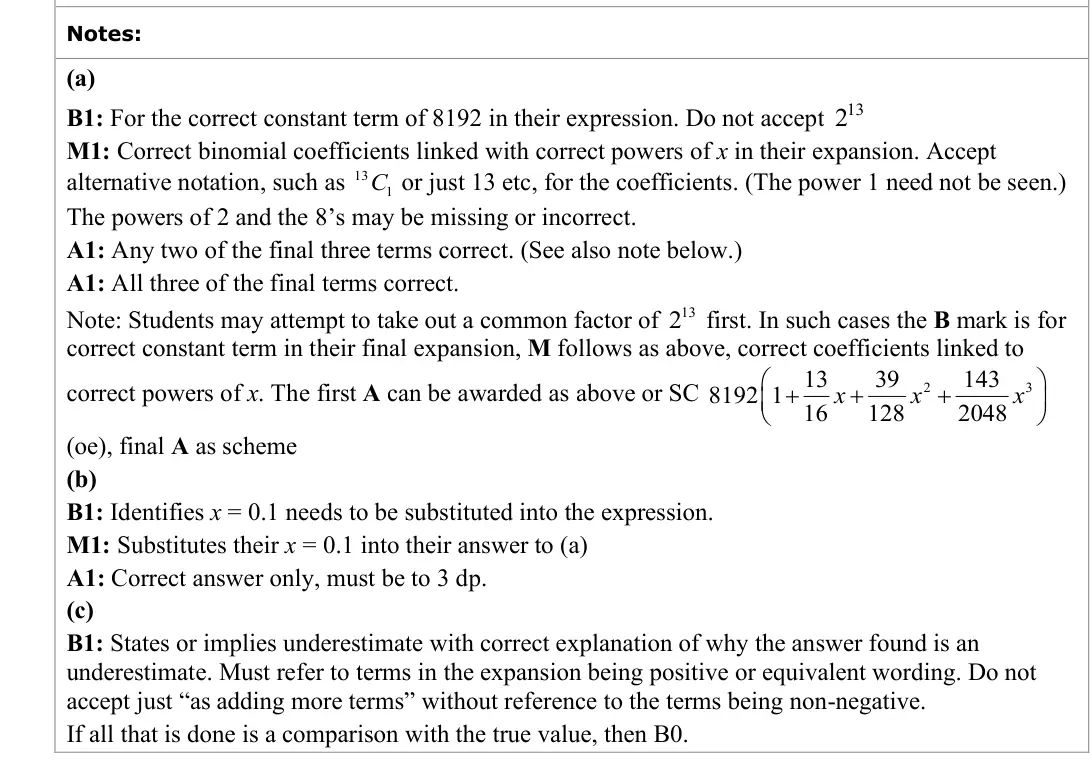 Notes:
(a)
B1: For the correct constant term of 8192 in their expression. Do not accept 2¹³
M1: Correct binomial coefficients linked with correct powers of x in their expansion. Accept
alternative notation, such as ¹³C₁ or just 13 etc, for the coefficients. (The power 1 need not be seen.)
The powers of 2 and the 8’s may be missing or incorrect.
A1: Any two of the final three terms correct. (See also note below.)
A1: All three of the final terms correct.
Note: Students may attempt to take out a common factor of 2¹³ first. In such cases the B mark is for
correct constant term in their final expansion, M follows as above, correct coefficients linked to
correct powers of x. The first A can be awarded as above or SC 8192(1+13/16 x+39/128 x²+143/2048 x³)
(oe), final A as scheme
(b)
B1: Identifies x = 0.1 needs to be substituted into the expression.
M1: Substitutes their x = 0.1 into their answer to (a)
A1: Correct answer only, must be to 3 dp.
(c)
B1: States or implies underestimate with correct explanation of why the answer found is an
underestimate. Must refer to terms in the expansion being positive or equivalent wording. Do not
accept just “as adding more terms” without reference to the terms being non-negative.
If all that is done is a comparison with the true value, then B0.